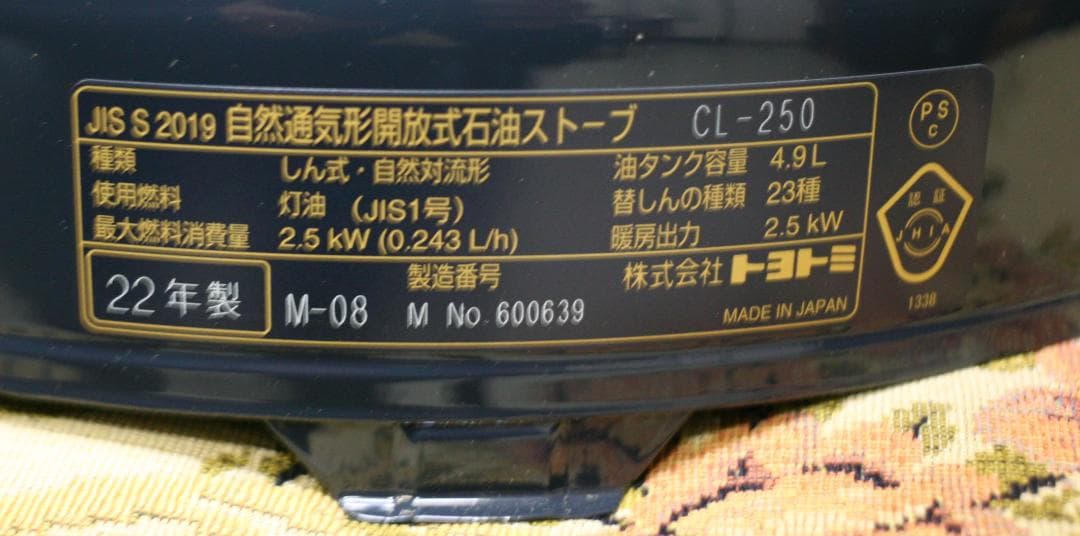 JIS S 2019 自然通気形開放式石油ストーブ CL-250
種類 しん式・自然対流形 油タンク容量 4.9L
使用燃料 灯油 (JIS1号) 替しんの種類 23種
最大燃料消費量 2.5 kW (0.243 L/h) 暖房出力 2.5 kW
22年製 M-08
製造番号
M No 600639
株式会社 トヨトミ
MADE IN JAPAN
PS
C
認証
JHIA
1338